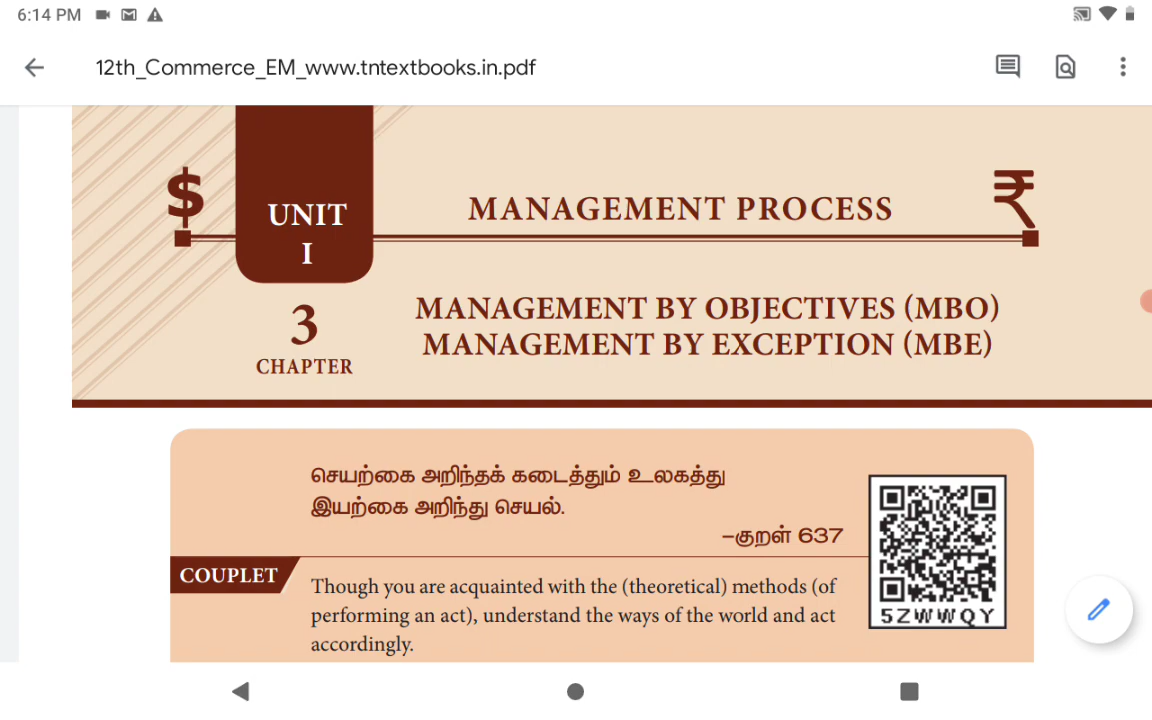 6:14 PM
12th_Commerce_EM_www.tntextbooks.in.pdf
$
₹
UNIT
I
MANAGEMENT PROCESS
3
CHAPTER
MANAGEMENT BY OBJECTIVES (MBO)
MANAGEMENT BY EXCEPTION (MBE)
செயற்கை அறிந்தக் கடைத்தும் உலகத்து
இயற்கை அறிந்து செயல்.
–குறள் 637
COUPLET
Though you are acquainted with the (theoretical) methods (of
performing an act), understand the ways of the world and act
accordingly.
5ZWWQY